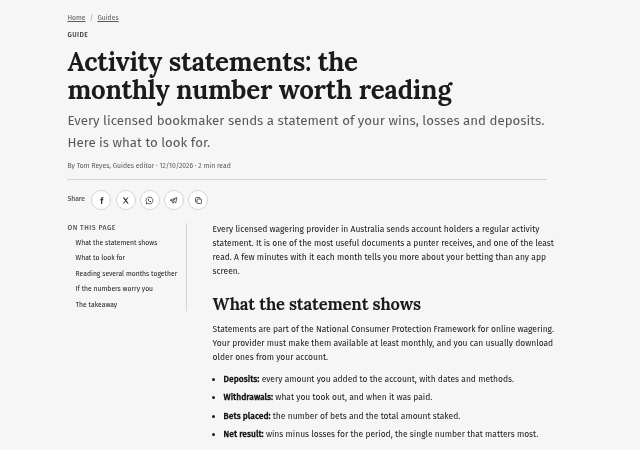 Home / Guides
GUIDE
Activity statements: the
monthly number worth reading
Every licensed bookmaker sends a statement of your wins, losses and deposits.
Here is what to look for.
By Tom Reyes, Guides editor · 12/10/2026 · 2 min read
Share
ON THIS PAGE
What the statement shows
What to look for
Reading several months together
If the numbers worry you
The takeaway
Every licensed wagering provider in Australia sends account holders a regular activity
statement. It is one of the most useful documents a punter receives, and one of the least
read. A few minutes with it each month tells you more about your betting than any app
screen.
What the statement shows
Statements are part of the National Consumer Protection Framework for online wagering.
Your provider must make them available at least monthly, and you can usually download
older ones from your account.
• Deposits: every amount you added to the account, with dates and methods.
• Withdrawals: what you took out, and when it was paid.
• Bets placed: the number of bets and the total amount staked.
• Net result: wins minus losses for the period, the single number that matters most.